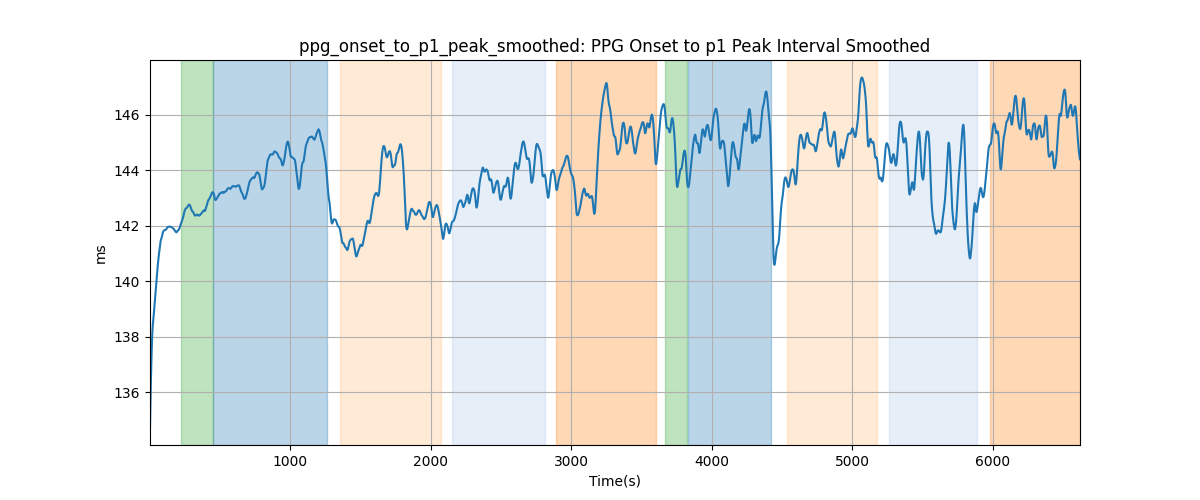 ppg_onset_to_p1_peak_smoothed: PPG Onset to p1 Peak Interval Smoothed
146
144
142
140
138
136
ms
1000 2000 3000 4000 5000 6000
Time(s)